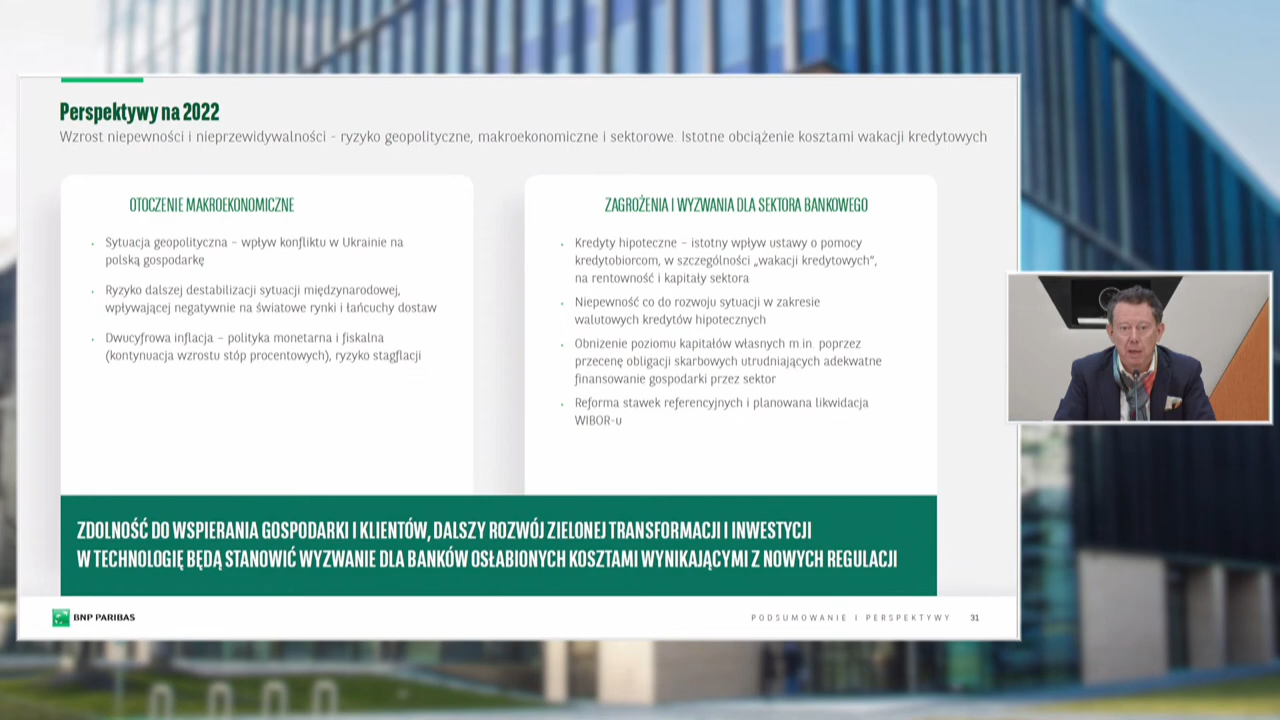 Perspektywy na 2022
Wzrost niepewności i nieprzewidywalności - ryzyko geopolityczne, makroekonomiczne i sektorowe. Istotne obciążenie kosztami wakacji kredytowych
OTOCZENIE MAKROEKONOMICZNE
Sytuacja geopolityczna – wpływ konfliktu w Ukrainie na
polską gospodarkę
Ryzyko dalszej destabilizacji sytuacji międzynarodowej,
wpływającej negatywnie na światowe rynki i łańcuchy dostaw
Dwucyfrowa inflacja – polityka monetarna i fiskalna
(kontynuacja wzrostu stóp procentowych), ryzyko stagflacji
ZAGROŻENIA I WYZWANIA DLA SEKTORA BANKOWEGO
Kredyty hipoteczne – istotny wpływ ustawy o pomocy
kredytobiorcom, w szczególności „wakacji kredytowych",
na rentowność i kapitały sektora
Niepewność co do rozwoju sytuacji w zakresie
walutowych kredytów hipotecznych
Obniżenie poziomu kapitałów własnych m.in. poprzez
przecenę obligacji skarbowych utrudniających adekwatne
finansowanie gospodarki przez sektor
Reforma stawek referencyjnych i planowana likwidacja
WIBOR-u
ZDOLNOŚĆ DO WSPIERANIA GOSPODARKI I KLIENTÓW, DALSZY ROZWÓJ ZIELONEJ TRANSFORMACJI I INWESTYCJI
W TECHNOLOGIĘ BĘDĄ STANOWIĆ WYZWANIE DLA BANKÓW OSŁABIONYCH KOSZTAMI WYNIKAJĄCYMI Z NOWYCH REGULACJI
BNP PARIBAS
PODSUMOWANIE I PERSPEKTYWY 31